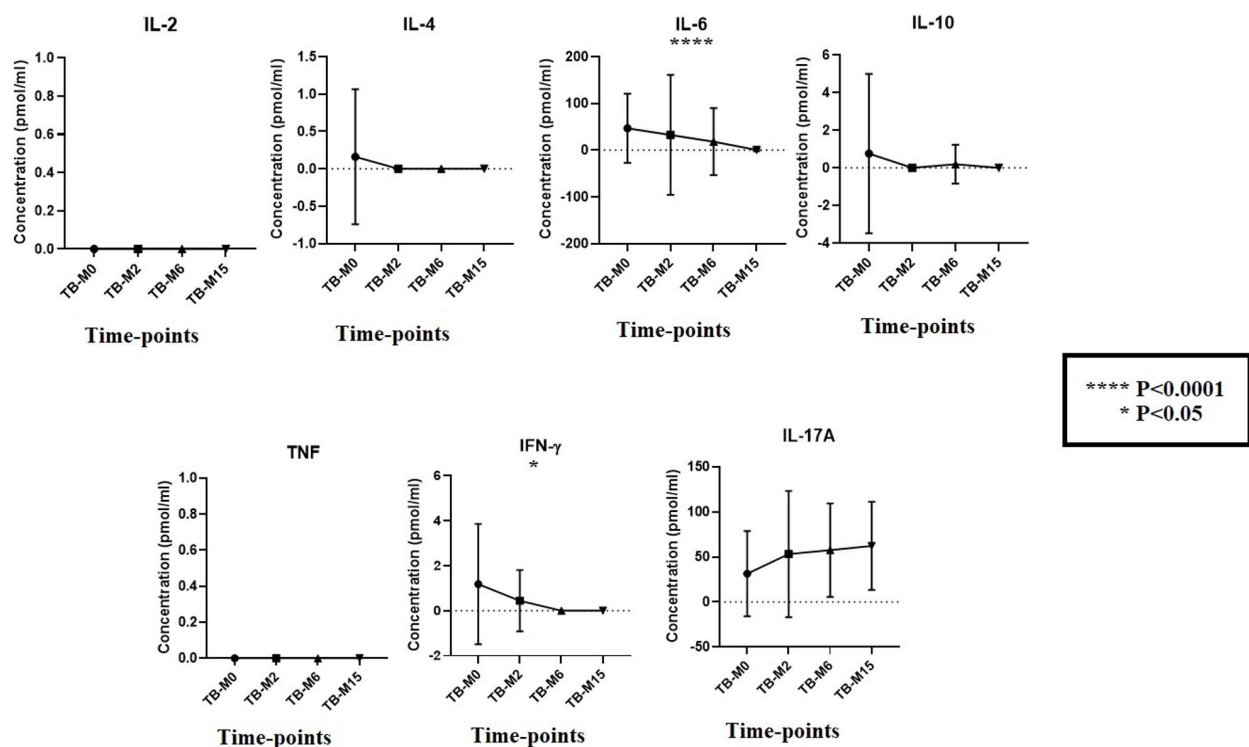 IL-2
Concentration (pmol/ml)
1.0
0.8
0.6
0.4
0.2
0.0
TB-M0
TB-M2
TB-M6
TB-M15
Time-points
IL-4
Concentration (pmol/ml)
1.5
1.0
0.5
0.0
-0.5
-1.0
TB-M0
TB-M2
TB-M6
TB-M15
Time-points
IL-6
****
Concentration (pmol/ml)
200
100
0
-100
-200
TB-M0
TB-M2
TB-M6
TB-M15
Time-points
IL-10
Concentration (pmol/ml)
6
4
2
0
-2
-4
TB-M0
TB-M2
TB-M6
TB-M15
Time-points
**** P<0.0001
* P<0.05
TNF
Concentration (pmol/ml)
1.0
0.8
0.6
0.4
0.2
0.0
TB-M0
TB-M2
TB-M6
TB-M15
Time-points
IFN-γ
*
Concentration (pmol/ml)
6
4
2
0
-2
TB-M0
TB-M2
TB-M6
TB-M15
Time-points
IL-17A
Concentration (pmol/ml)
150
100
50
0
-50
TB-M0
TB-M2
TB-M6
TB-M15
Time-points